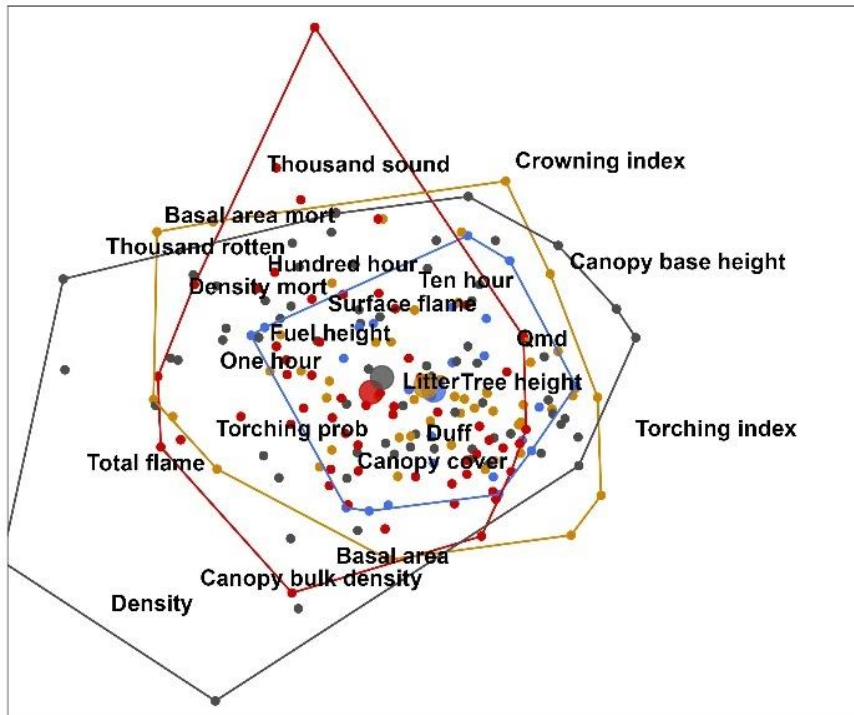 Thousand sound
Crowning index
Basal area mort
Thousand rotten
Canopy base height
Hundred hour
Ten hour
Density mort
Surface flame
Fuel height
Qmd
One hour
Litter
Tree height
Torching prob
Duff
Torching index
Total flame
Canopy cover
Basal area
Canopy bulk density
Density